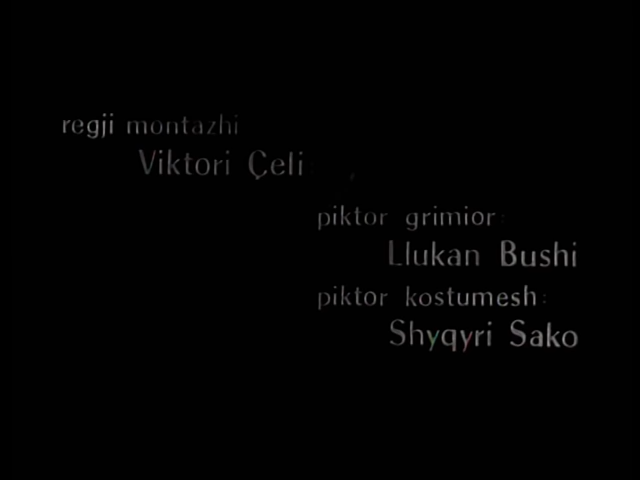 regji montazhi
Viktori Çeli
piktor grimior:
Llukan Bushi
piktor kostumesh:
Shyqyri Sako